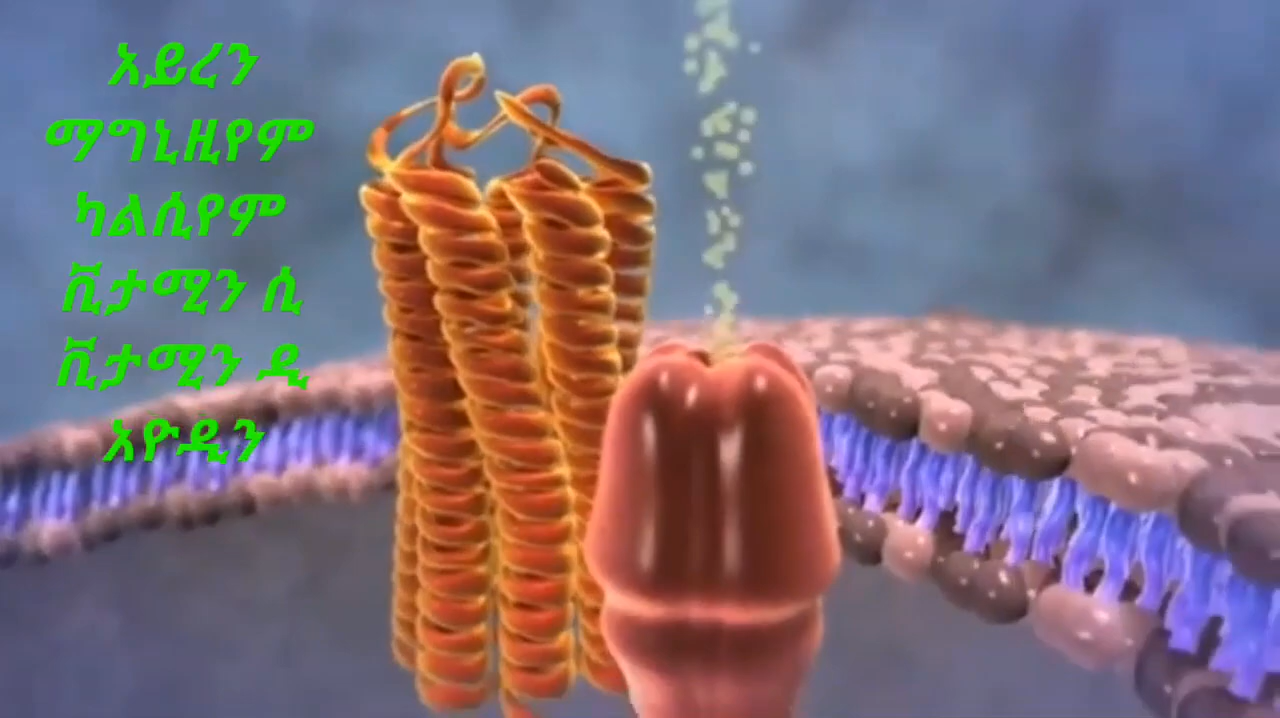 አይረን
ማግኒዚየም
ካልሲየም
ቪታሚን ሲ
ቪታሚን ዲ
አዮዲን